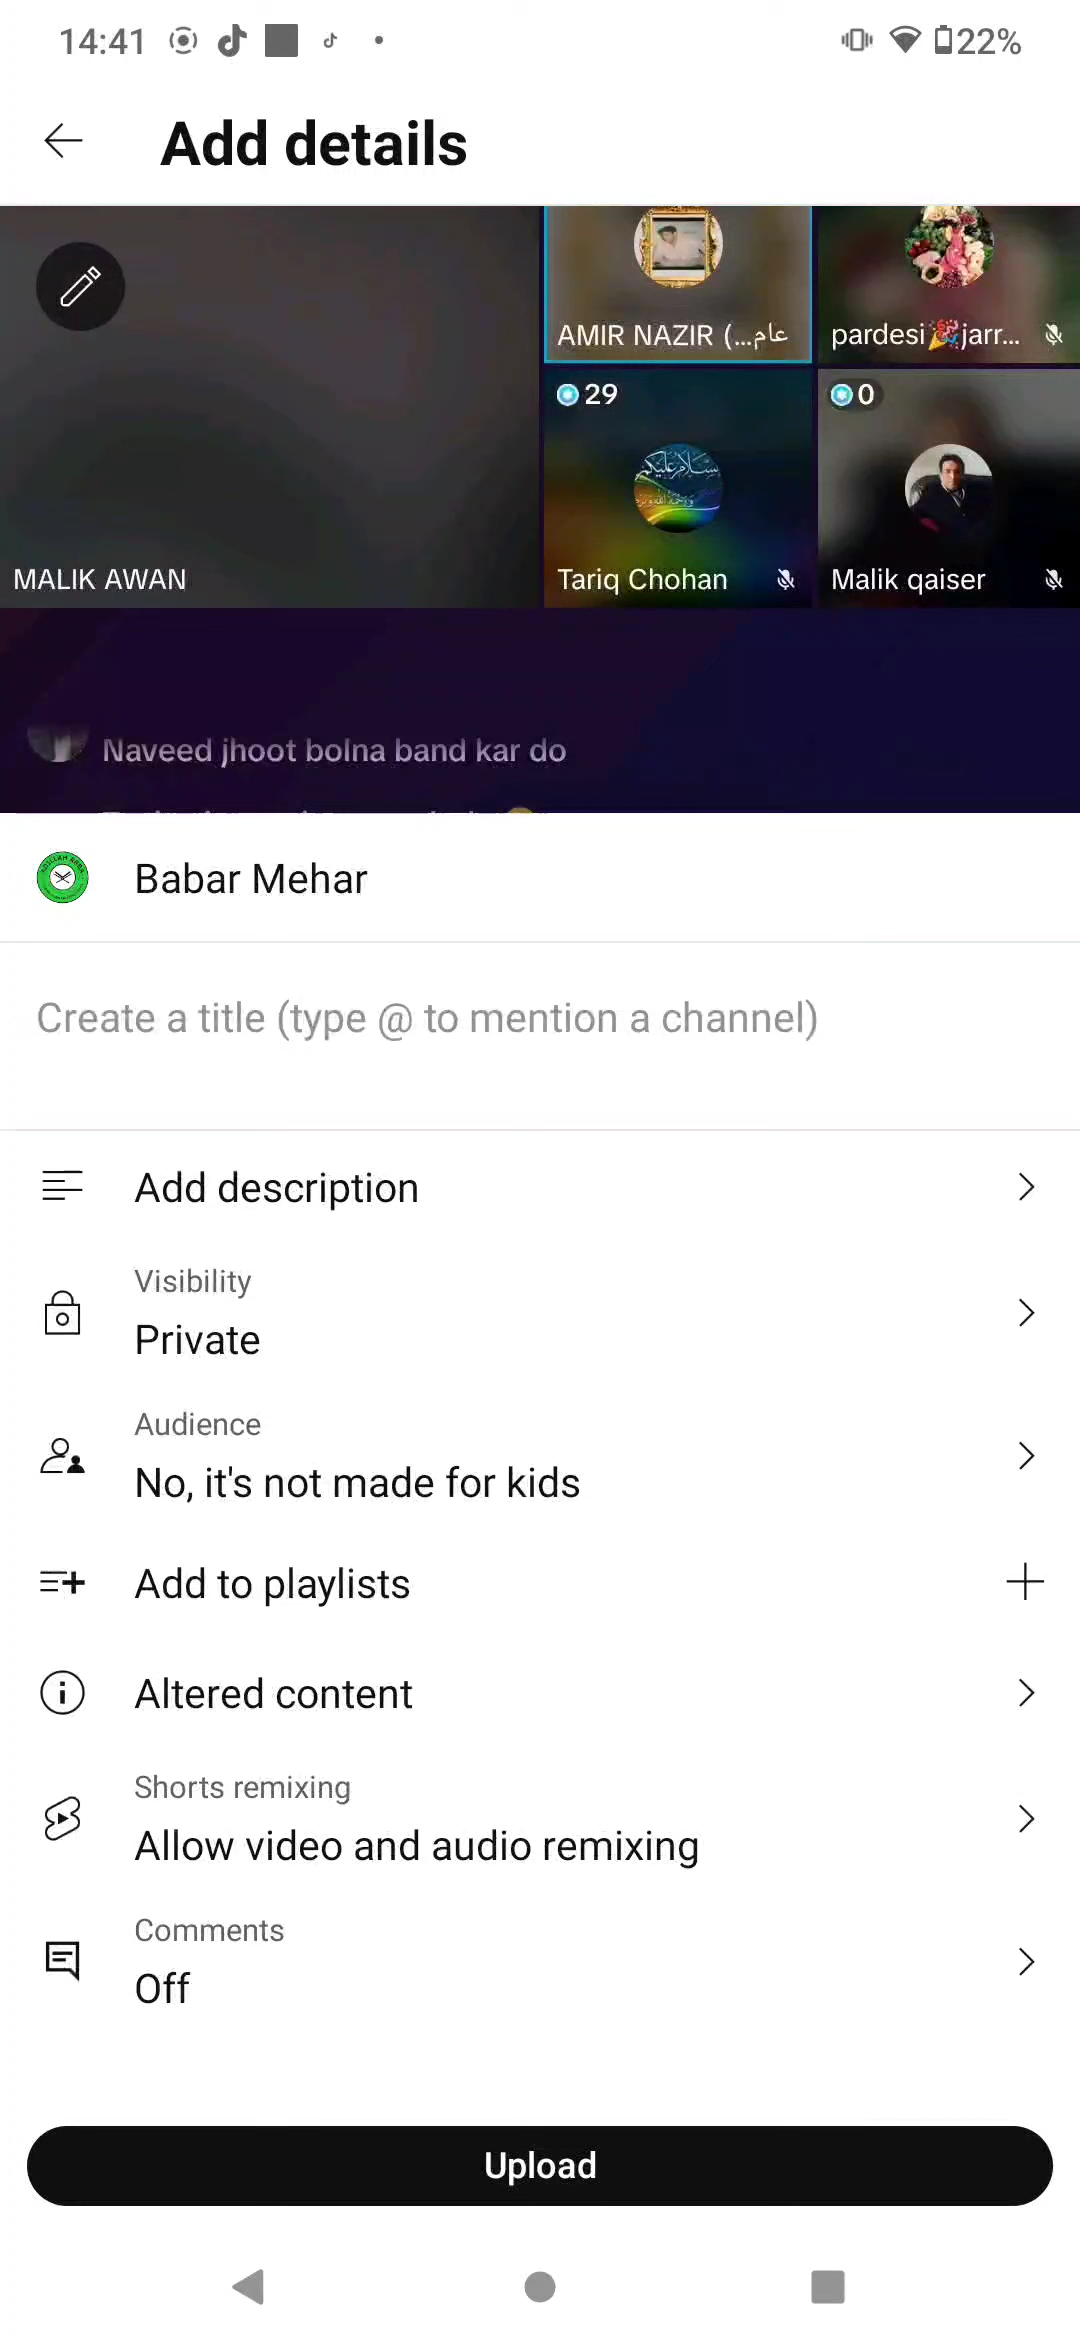 14:41
22%
Add details
AMIR NAZIR (...عام
pardesi🎉jarr...
29
0
MALIK AWAN
Tariq Chohan
Malik qaiser
Naveed jhoot bolna band kar do
Babar Mehar
Create a title (type @ to mention a channel)
Add description
Visibility
Private
Audience
No, it's not made for kids
Add to playlists
Altered content
Shorts remixing
Allow video and audio remixing
Comments
Off
Upload